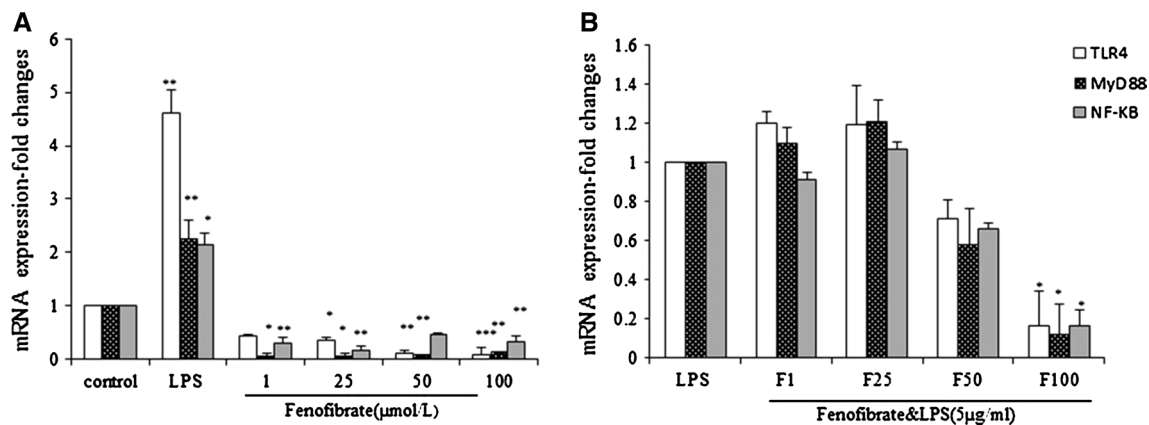 A
mRNA expression-fold changes
6
5
4
3
2
1
0
**
**
*
*
**
*
*
**
**
**
***
**
**
control LPS 1 25 50 100
Fenofibrate(μmol/L)
B
mRNA expression-fold changes
1.6
1.4
1.2
1
0.8
0.6
0.4
0.2
0
TLR4
MyD88
NF-KB
*
*
*
LPS F1 F25 F50 F100
Fenofibrate&LPS(5μg/ml)